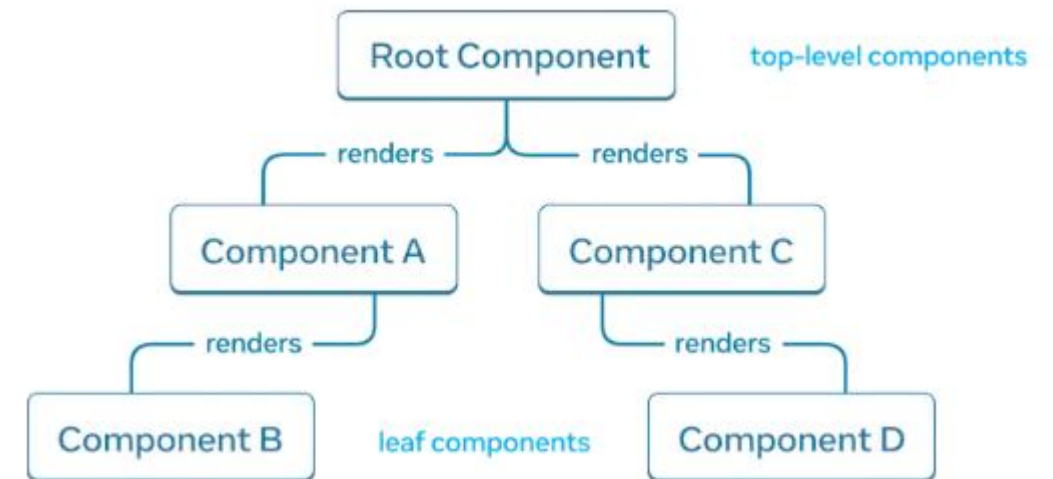 Root Component
top-level components
renders
renders
Component A
Component C
renders
renders
Component B
leaf components
Component D